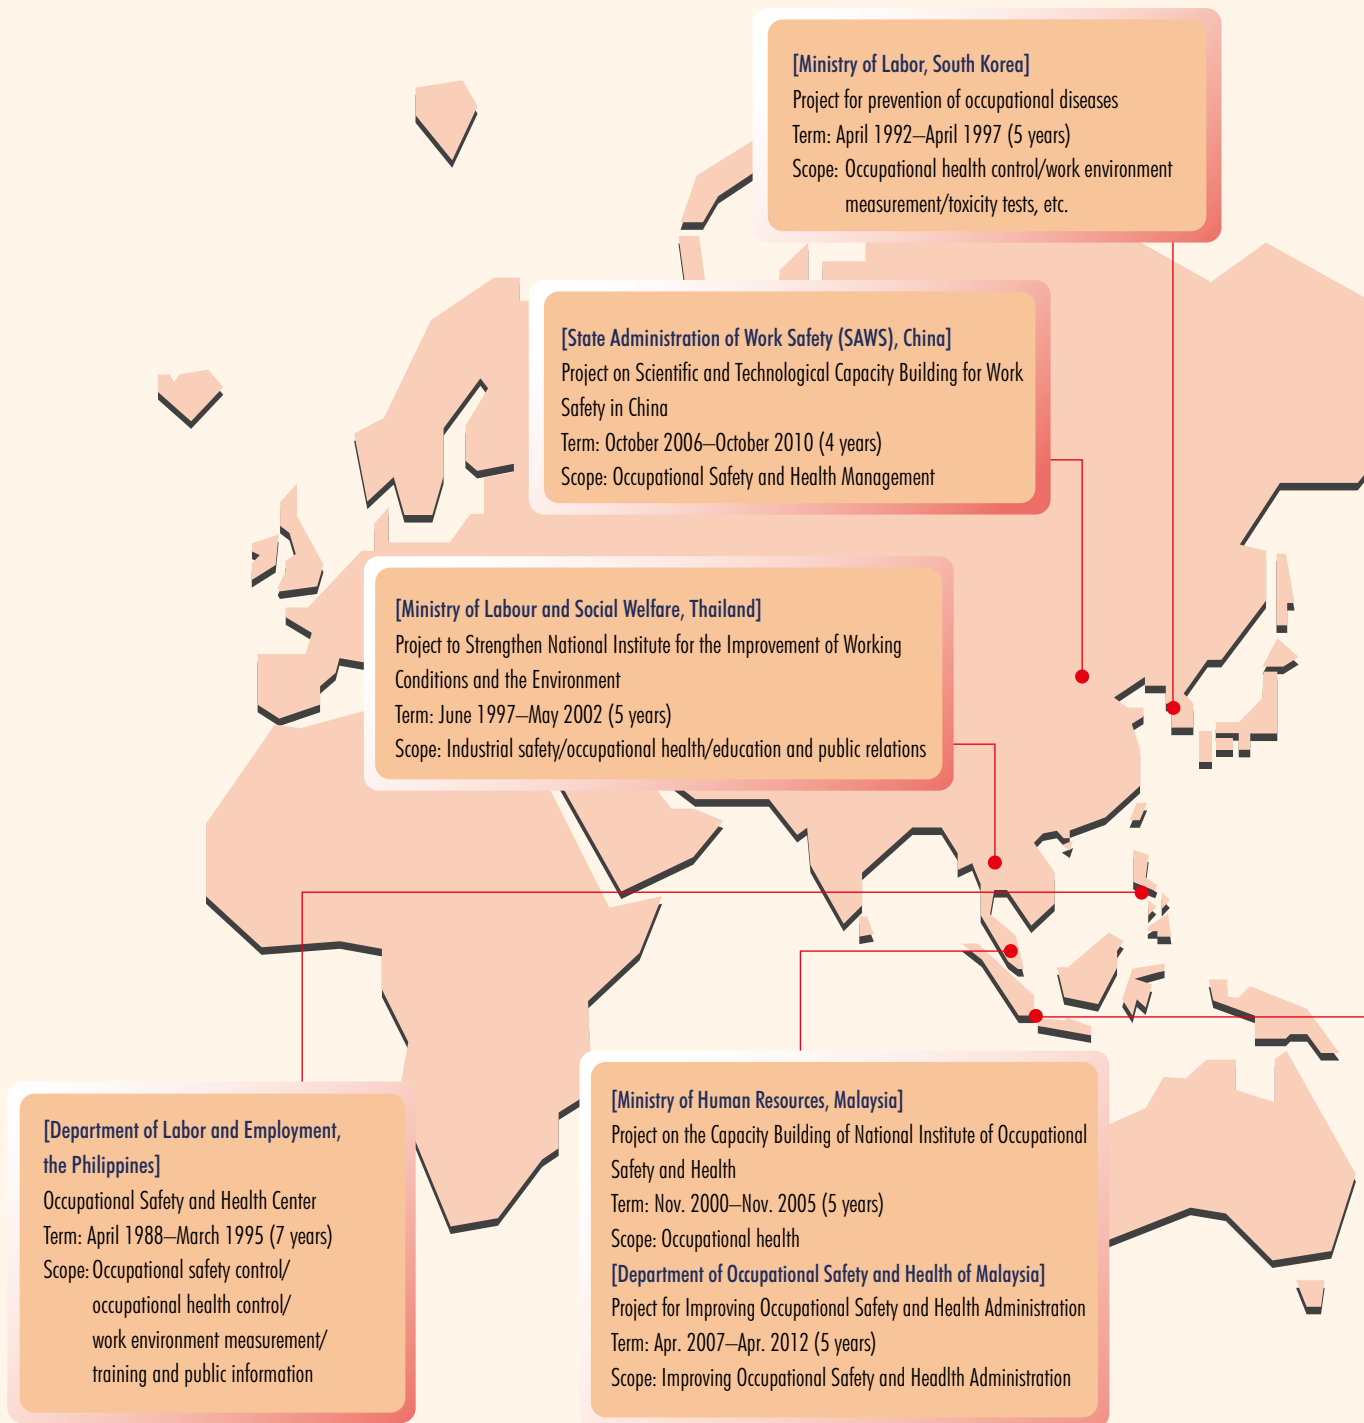 [Ministry of Labor, South Korea]
Project for prevention of occupational diseases
Term: April 1992–April 1997 (5 years)
Scope: Occupational health control/work environment
measurement/toxicity tests, etc.
[State Administration of Work Safety (SAWS), China]
Project on Scientific and Technological Capacity Building for Work
Safety in China
Term: October 2006–October 2010 (4 years)
Scope: Occupational Safety and Health Management
[Ministry of Labour and Social Welfare, Thailand]
Project to Strengthen National Institute for the Improvement of Working
Conditions and the Environment
Term: June 1997–May 2002 (5 years)
Scope: Industrial safety/occupational health/education and public relations
[Department of Labor and Employment,
the Philippines]
Occupational Safety and Health Center
Term: April 1988–March 1995 (7 years)
Scope: Occupational safety control/
occupational health control/
work environment measurement/
training and public information
[Ministry of Human Resources, Malaysia]
Project on the Capacity Building of National Institute of Occupational
Safety and Health
Term: Nov. 2000–Nov. 2005 (5 years)
Scope: Occupational health
[Department of Occupational Safety and Health of Malaysia]
Project for Improving Occupational Safety and Health Administration
Term: Apr. 2007–Apr. 2012 (5 years)
Scope: Improving Occupational Safety and Headlth Administration